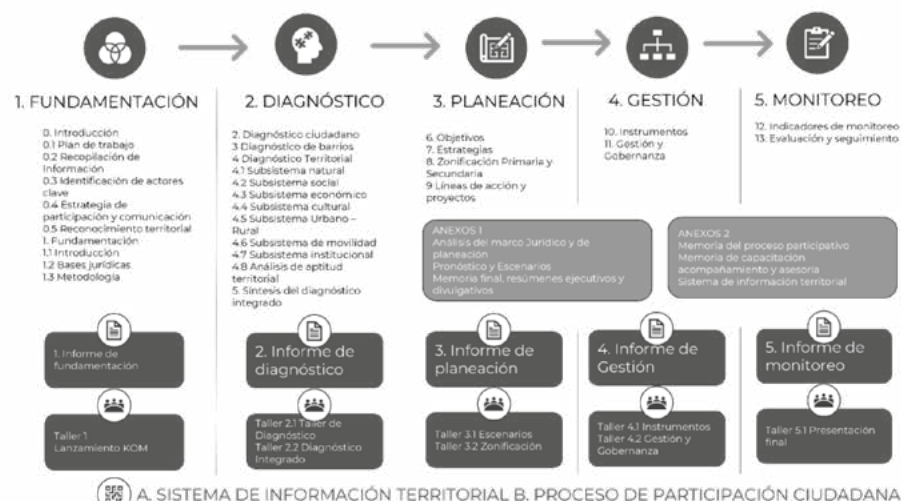 1. FUNDAMENTACIÓN
0. Introducción
0.1 Plan de trabajo
0.2 Recopilación de
Información
0.3 Identificación de actores
clave
0.4 Estrategia de
participación y comunicación
0.5 Reconocimiento territorial
1. Fundamentación
1.1 Introducción
1.2 Bases jurídicas.
1.3 Metodología
2. DIAGNÓSTICO
2. Diagnóstico ciudadano
3 Diagnóstico de barrios
4 Diagnóstico Territorial
4.1 Subsistema natural
4.2 Subsistema social
4.3 Subsistema económico
4.4 Subsistema cultural
4.5 Subsistema Urbano –
Rural
4.6 Subsistema de movilidad
4.7 Subsistema institucional
4.8 Análisis de aptitud
territorial
5. Síntesis del diagnóstico
integrado
3. PLANEACIÓN
6. Objetivos
7. Estrategias
8. Zonificación Primaria y
Secundaria
9 Líneas de acción y
proyectos
4. GESTIÓN
10. Instrumentos
11. Gestión y
Gobernanza
5. MONITOREO
12. Indicadores de monitoreo
13. Evaluación y seguimiento
ANEXOS 1
Análisis del marco Jurídico y de
planeación
Pronóstico y Escenarios
Memoria final, resúmenes ejecutivos y
divulgativos
ANEXOS 2
Memoria del proceso participativo
Memoria de capacitación
acompañamiento y asesoría
Sistema de información territorial
1. Informe de
fundamentación
2. Informe de
diagnóstico
3. Informe de
planeación
4. Informe de
Gestión
5. Informe de
monitoreo
Taller 1
Lanzamiento KOM
Taller 2.1 Taller de
Diagnóstico
Taller 2.2 Diagnóstico
Integrado
Taller 3.1 Escenarios
Taller 3.2 Zonificación
Taller 4.1 Instrumentos
Taller 4.2 Gestión y
Gobernanza
Taller 5.1 Presentación
final
A. SISTEMA DE INFORMACIÓN TERRITORIAL B. PROCESO DE PARTICIPACIÓN CIUDADANA